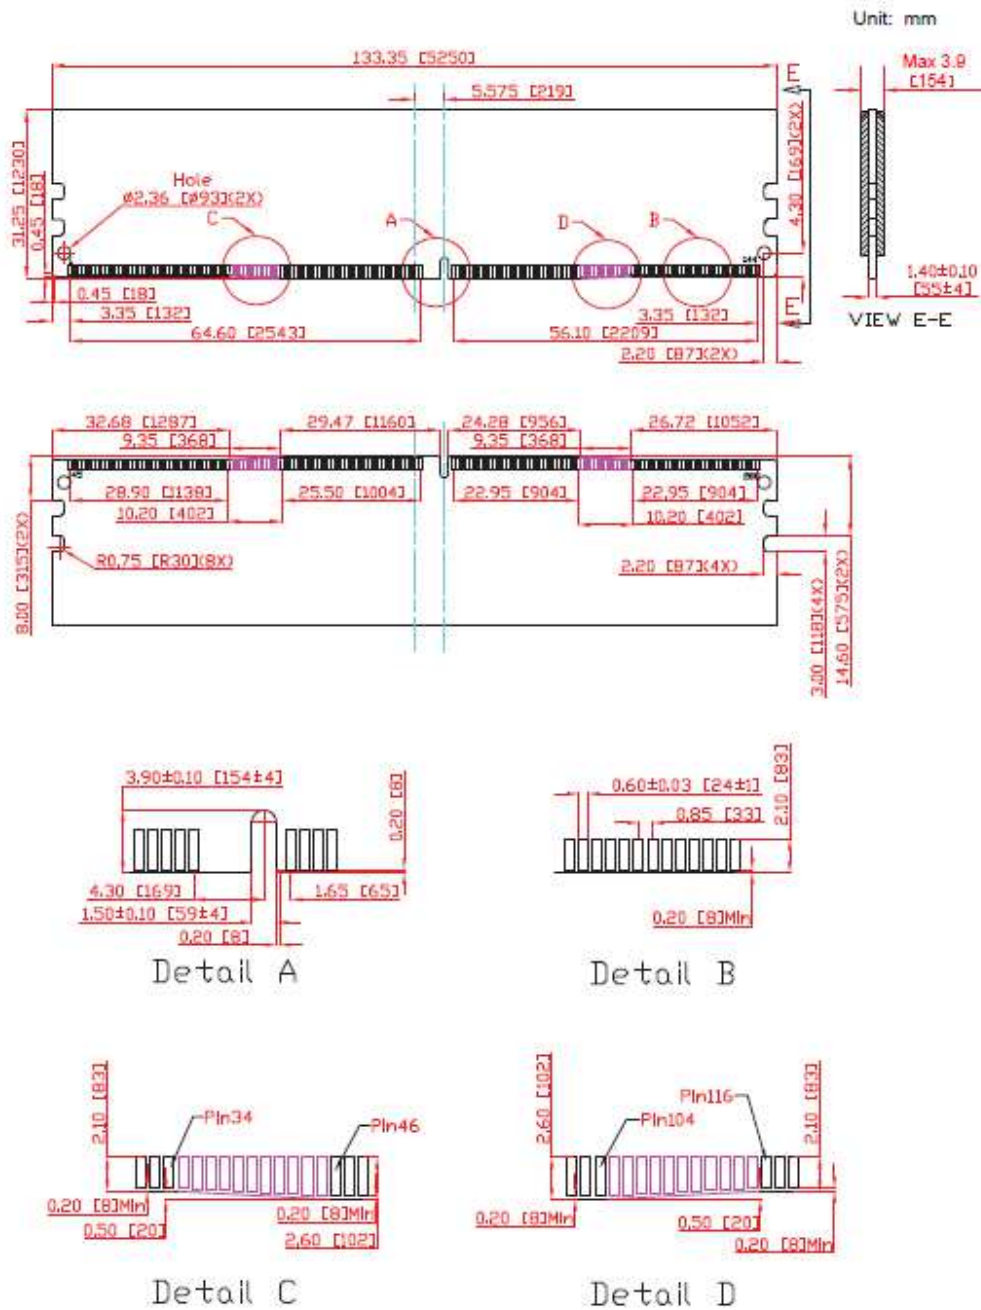 Unit: mm
133.35 [5250]
Max 3.9
[154]
5.575 [219]
E
31.25 [1230]
0.45 [18]
Hole
Ø2.36 [Ø93](2X)
C
A
D
B
4.30 [169](2X)
144
0.45 [18]
3.35 [132]
64.60 [2543]
3.35 [132]
56.10 [2209]
2.20 [87](2X)
E
1.40±0.10
[55±4]
VIEW E-E
32.68 [1287]
29.47 [1160]
24.28 [956]
26.72 [1052]
9.35 [368]
9.35 [368]
28.90 [1138]
25.50 [1004]
22.95 [904]
22.95 [904]
10.20 [402]
10.20 [402]
R0.75 [R30](8X)
2.20 [87](4X)
8.00 [315](2X)
3.00 [118](4X)
14.60 [575](2X)
3.90±0.10 [154±4]
0.20 [8]
4.30 [169]
1.65 [65]
1.50±0.10 [59±4]
0.20 [8]
Detail A
0.60±0.03 [24±1]
0.85 [33]
2.10 [83]
0.20 [8]Min
Detail B
2.10 [83]
Pin34
Pin46
0.20 [8]Min
0.50 [20]
0.20 [8]Min
2.60 [102]
Detail C
2.60 [102]
Pin116
Pin104
2.10 [83]
0.20 [8]Min
0.50 [20]
0.20 [8]Min
Detail D